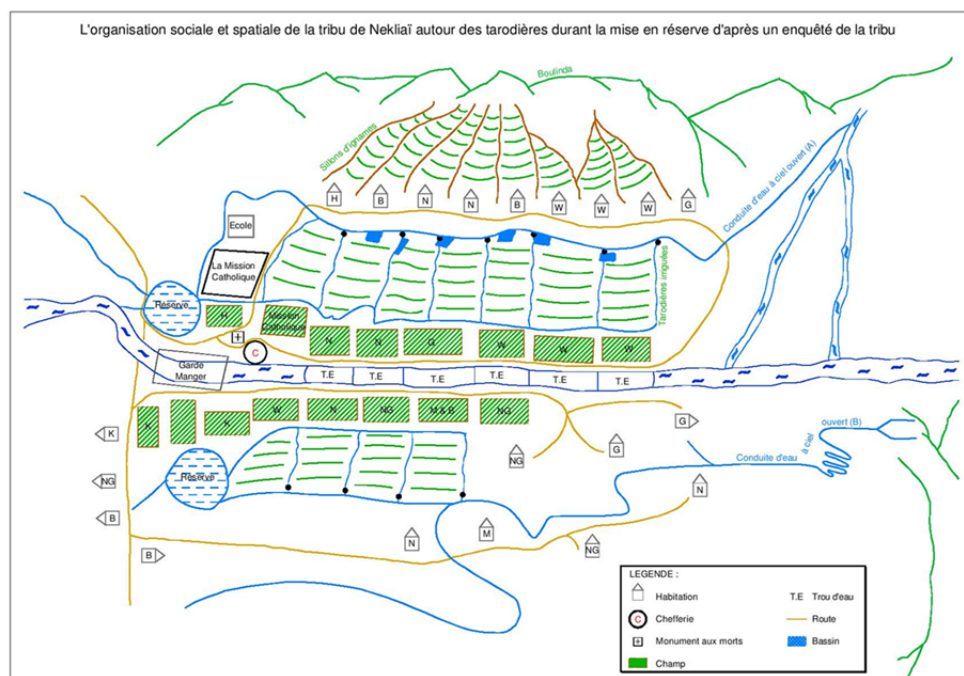 L'organisation sociale et spatiale de la tribu de Nekliaï autour des tarodières durant la mise en réserve d'après un enquêté de la tribu
Boulinda
Sillons d'ignames
Conduite d'eau à ciel ouvert (A)
H
B
N
N
B
W
W
W
G
Ecole
La Mission
Catholique
Tarodières irriguées
Réserve
Mission
Catholique
N
N
G
W
W
W
C
Garde
Manger
T.E
T.E
T.E
T.E
T.E
T.E
K
K
W
N
NG
M & B
NG
K
G
NG
G
Conduite d'eau
à ciel
ouvert (B)
NG
Réserve
N
B
N
M
B
NG
LEGENDE :
Habitation
T.E
Trou d'eau
C
Chefferie
Route
Monument aux morts
Bassin
Champ